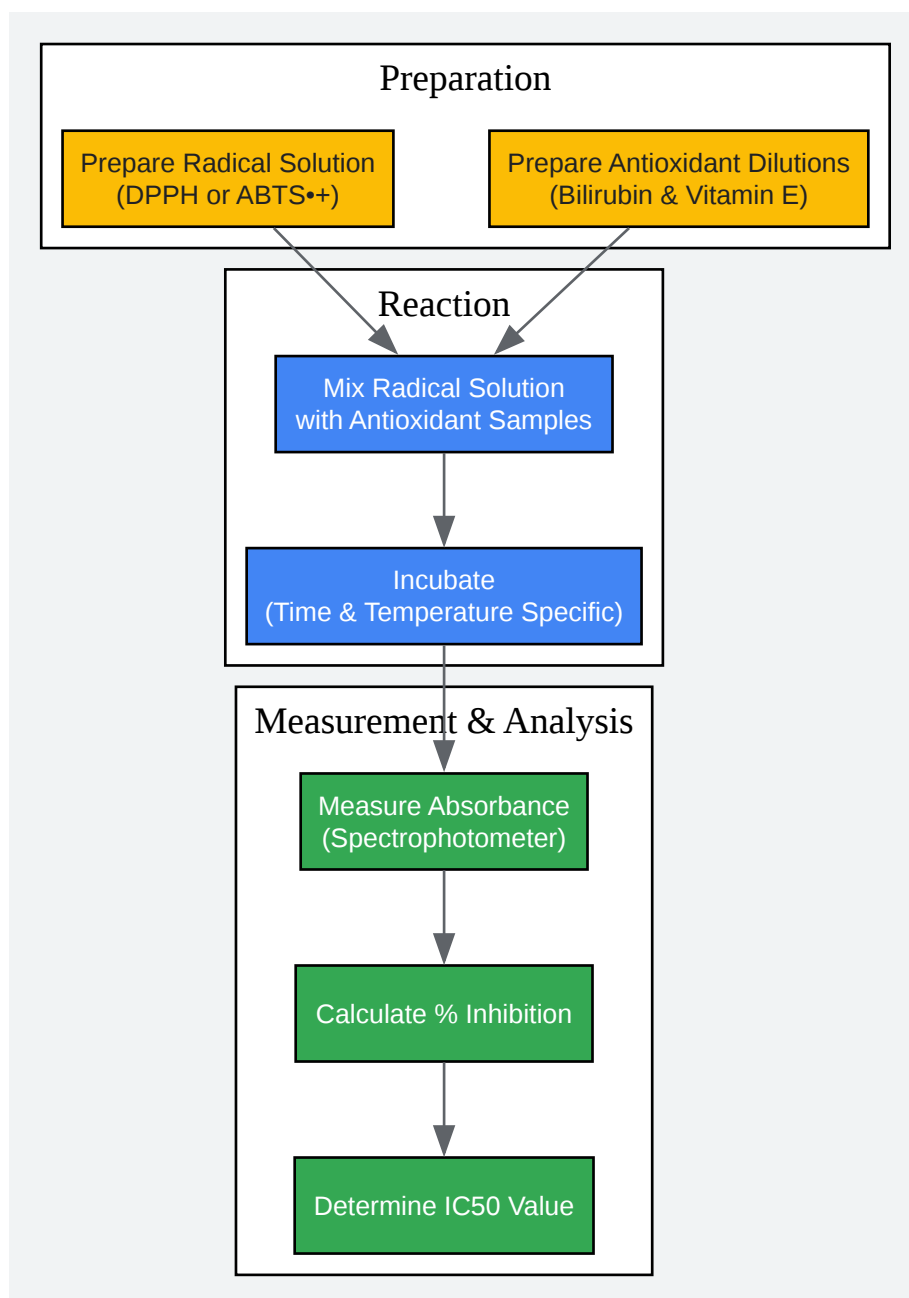 Preparation
Prepare Radical Solution
(DPPH or ABTS•+)
Prepare Antioxidant Dilutions
(Bilirubin & Vitamin E)
Reaction
Mix Radical Solution
with Antioxidant Samples
Incubate
(Time & Temperature Specific)
Measurement & Analysis
Measure Absorbance
(Spectrophotometer)
Calculate % Inhibition
Determine IC50 Value